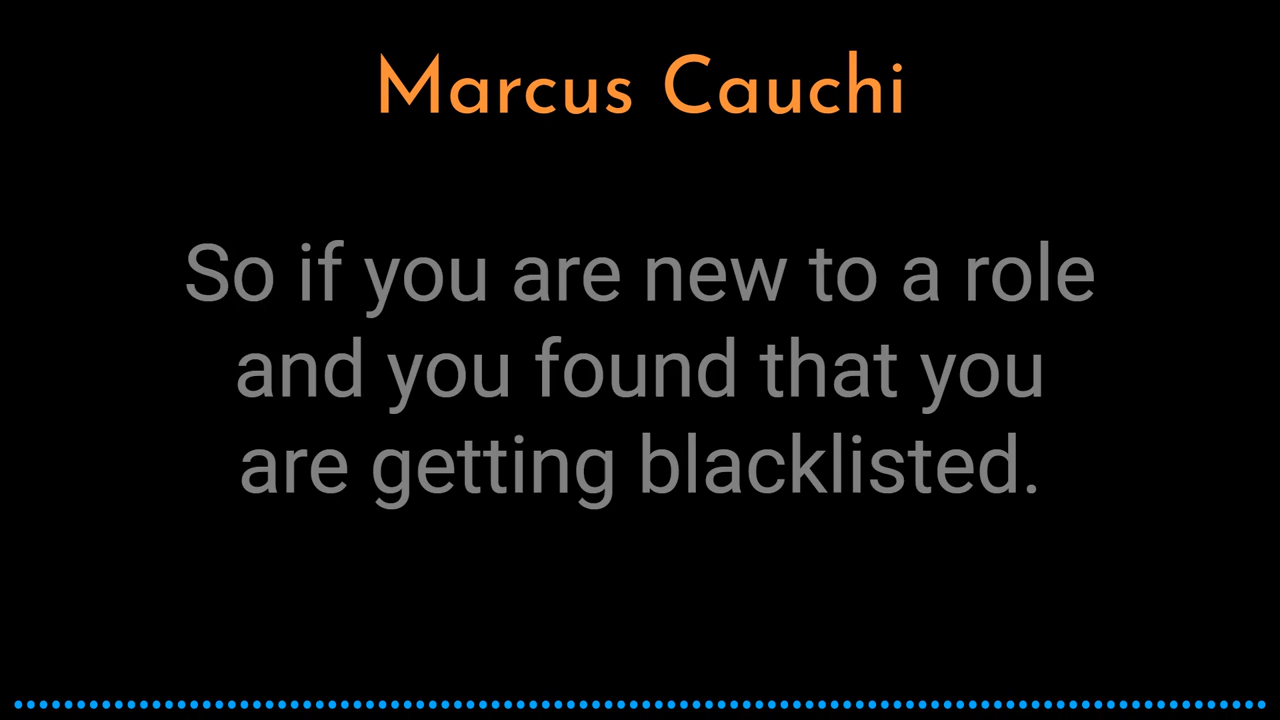 Marcus Cauchi
So if you are new to a role
and you found that you
are getting blacklisted.